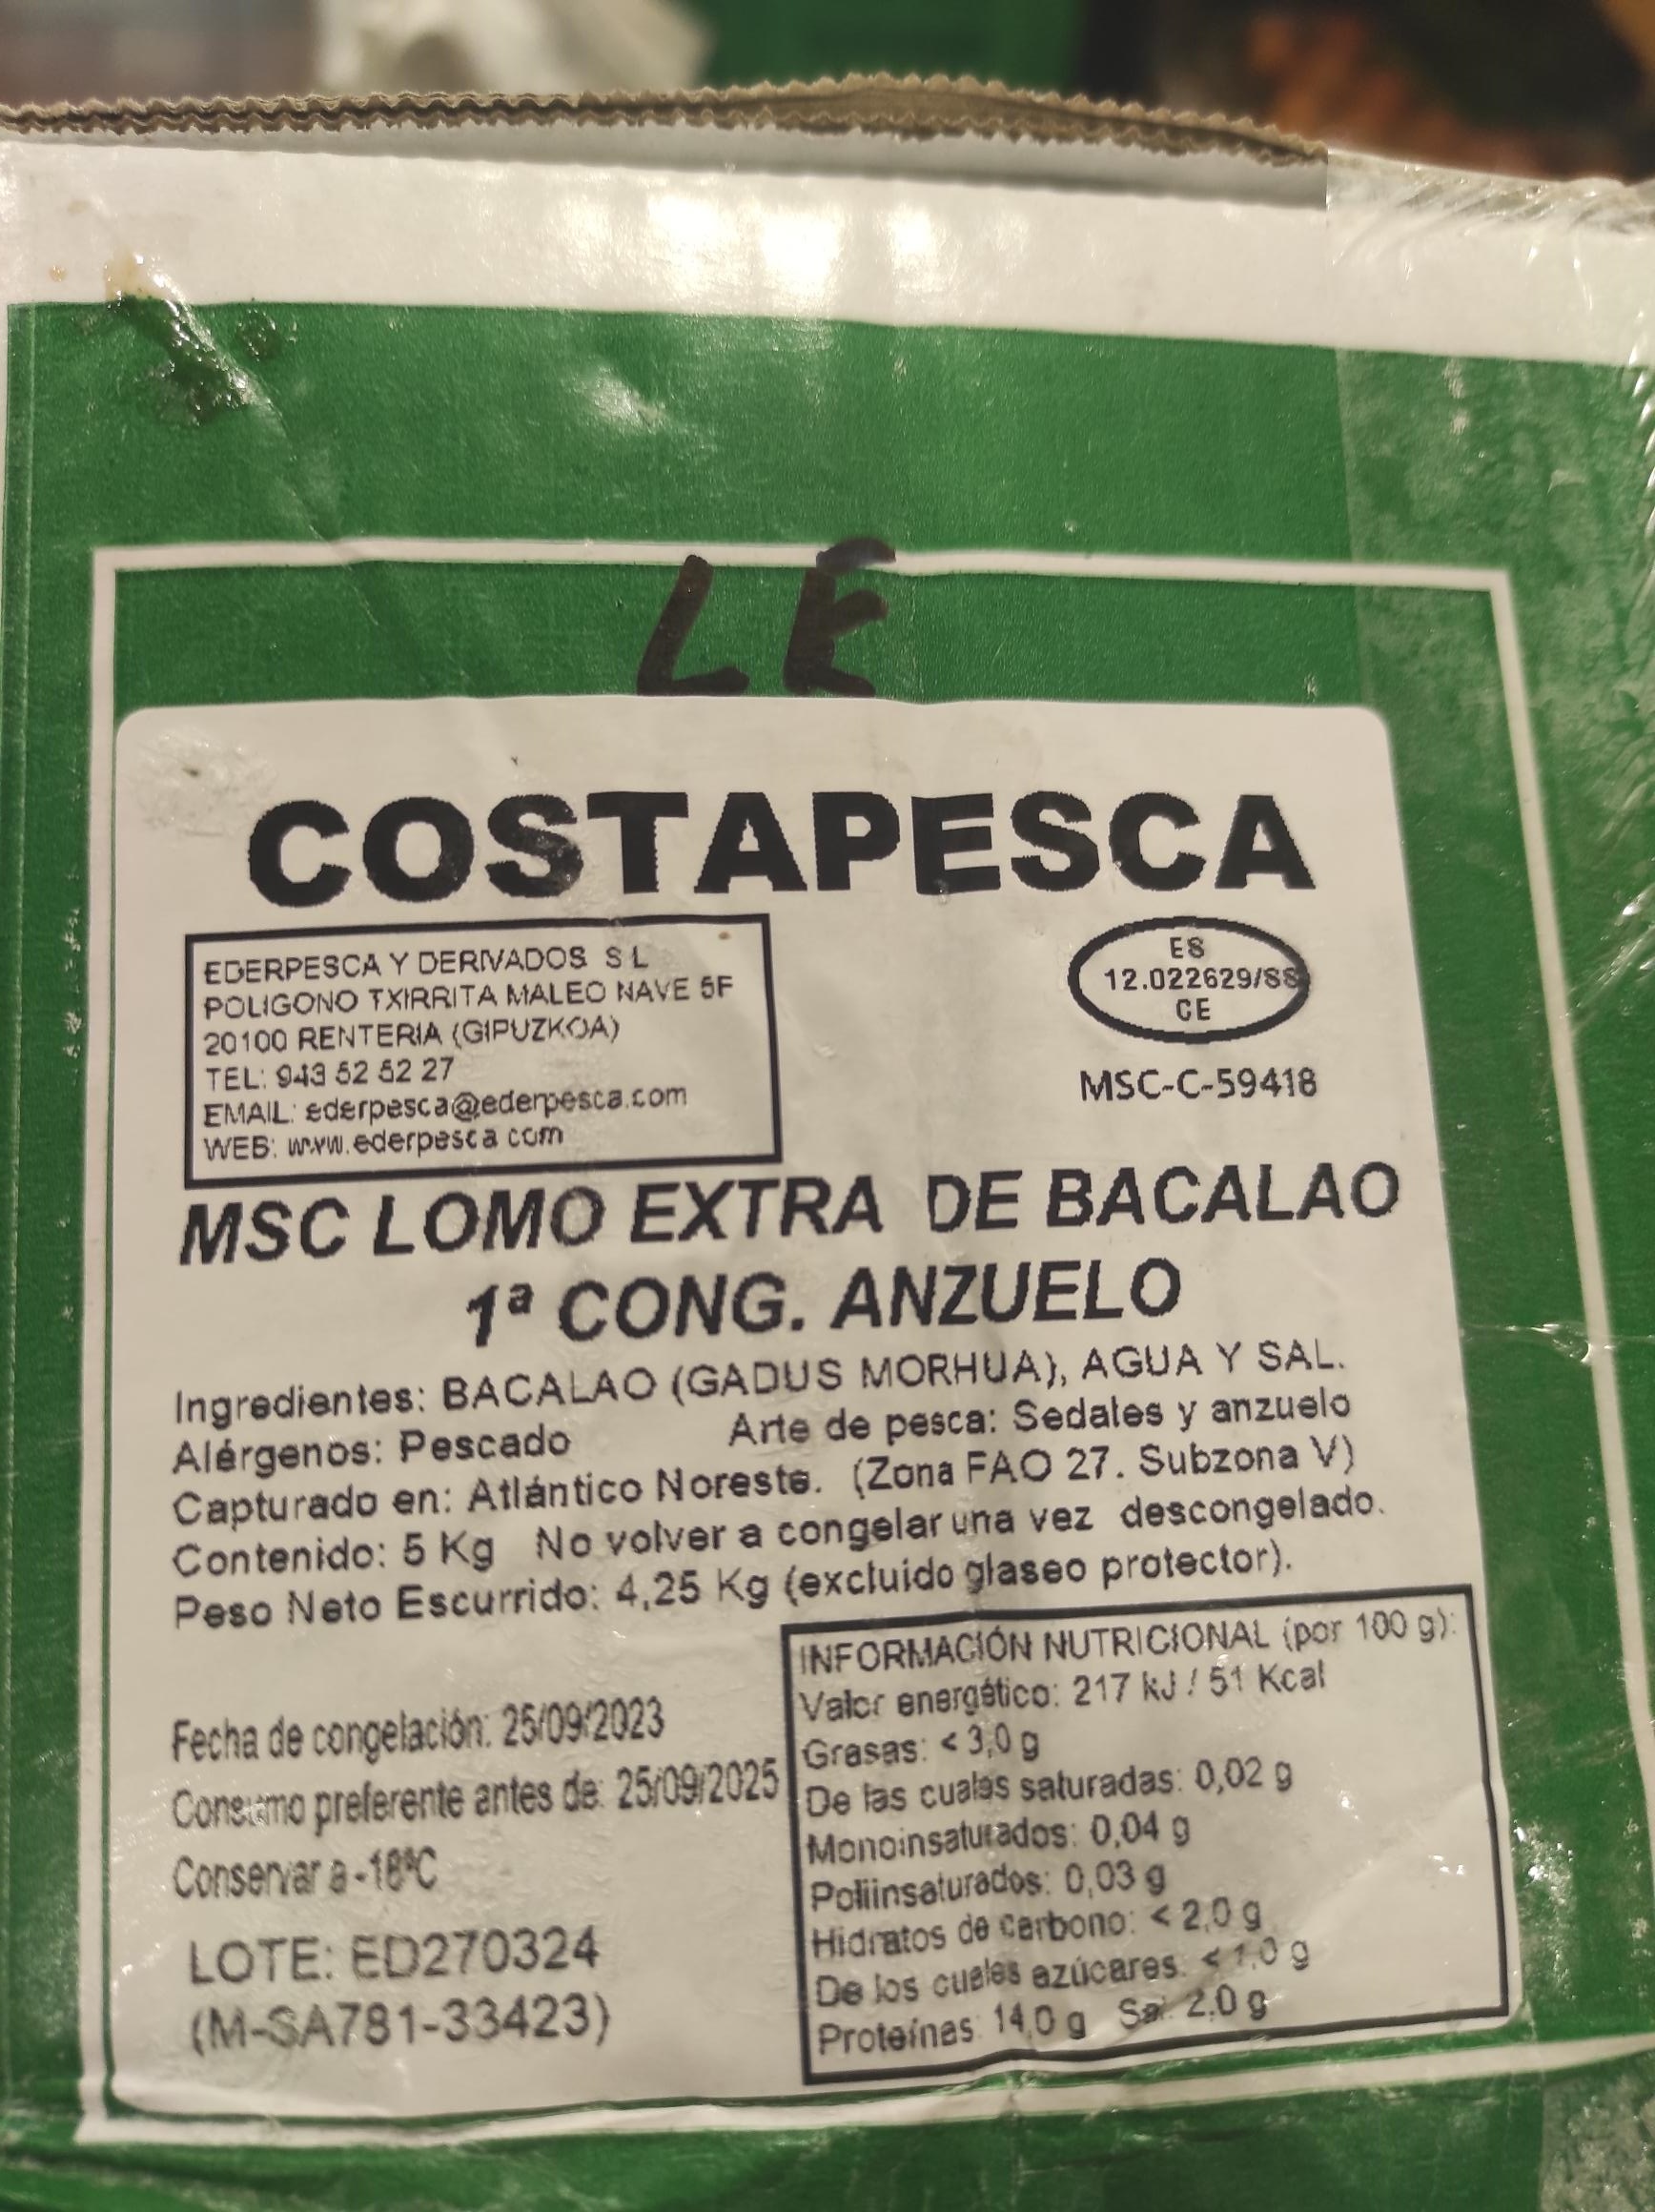 LE
COSTAPESCA
EDERPESCA Y DERIVADOS S L
POLIGONO TXIRRITA MALEO NAVE 5F
20100 RENTERIA (GIPUZKOA)
TEL: 943 52 52 27
EMAIL: ederpesca@ederpesca.com
WEB: www.ederpesca.com
ES
12.022629/SS
CE
MSC-C-59418
MSC LOMO EXTRA DE BACALAO
1ª CONG. ANZUELO
Ingredientes: BACALAO (GADUS MORHUA), AGUA Y SAL.
Alérgenos: Pescado Arte de pesca: Sedales y anzuelo
Capturado en: Atlántico Noreste. (Zona FAO 27. Subzona V)
Contenido: 5 Kg No volver a congelar una vez descongelado.
Peso Neto Escurrido: 4,25 Kg (excluido glaseo protector).
Fecha de congelación: 25/09/2023
Consumo preferente antes de: 25/09/2025
Conservar a -18ºC
LOTE: ED270324
(M-SA781-33423)
INFORMACIÓN NUTRICIONAL (por 100 g):
Valor energético: 217 kJ / 51 Kcal
Grasas: < 3,0 g
De las cuales saturadas: 0,02 g
Monoinsaturados: 0,04 g
Poliinsaturados: 0,03 g
Hidratos de carbono: < 2,0 g
De los cuales azúcares: < 1,0 g
Proteínas: 14,0 g Sal: 2,0 g